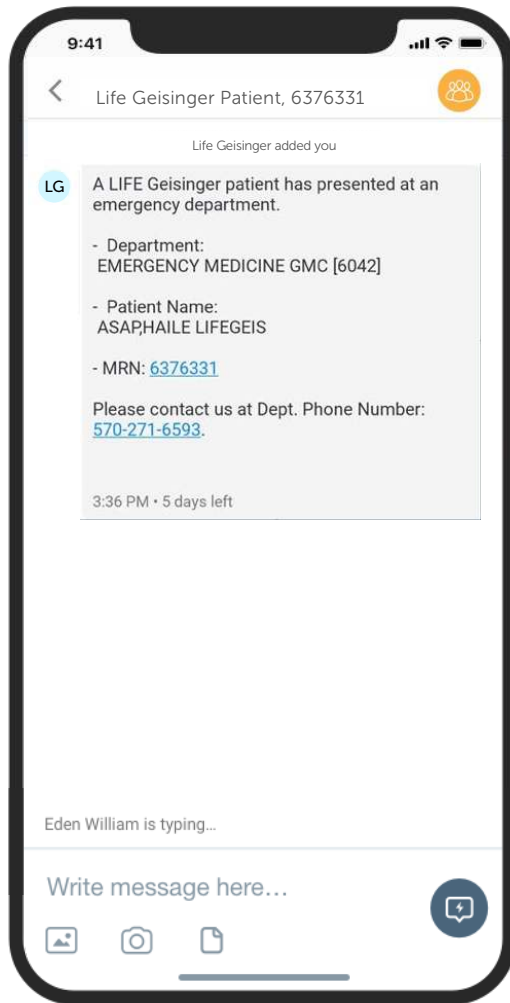 9:41
Life Geisinger Patient, 6376331
Life Geisinger added you
LG
A LIFE Geisinger patient has presented at an
emergency department.
- Department:
EMERGENCY MEDICINE GMC [6042]
- Patient Name:
ASAP,HAILE LIFEGEIS
- MRN: 6376331
Please contact us at Dept. Phone Number:
570-271-6593.
3:36 PM • 5 days left
Eden William is typing...
Write message here...